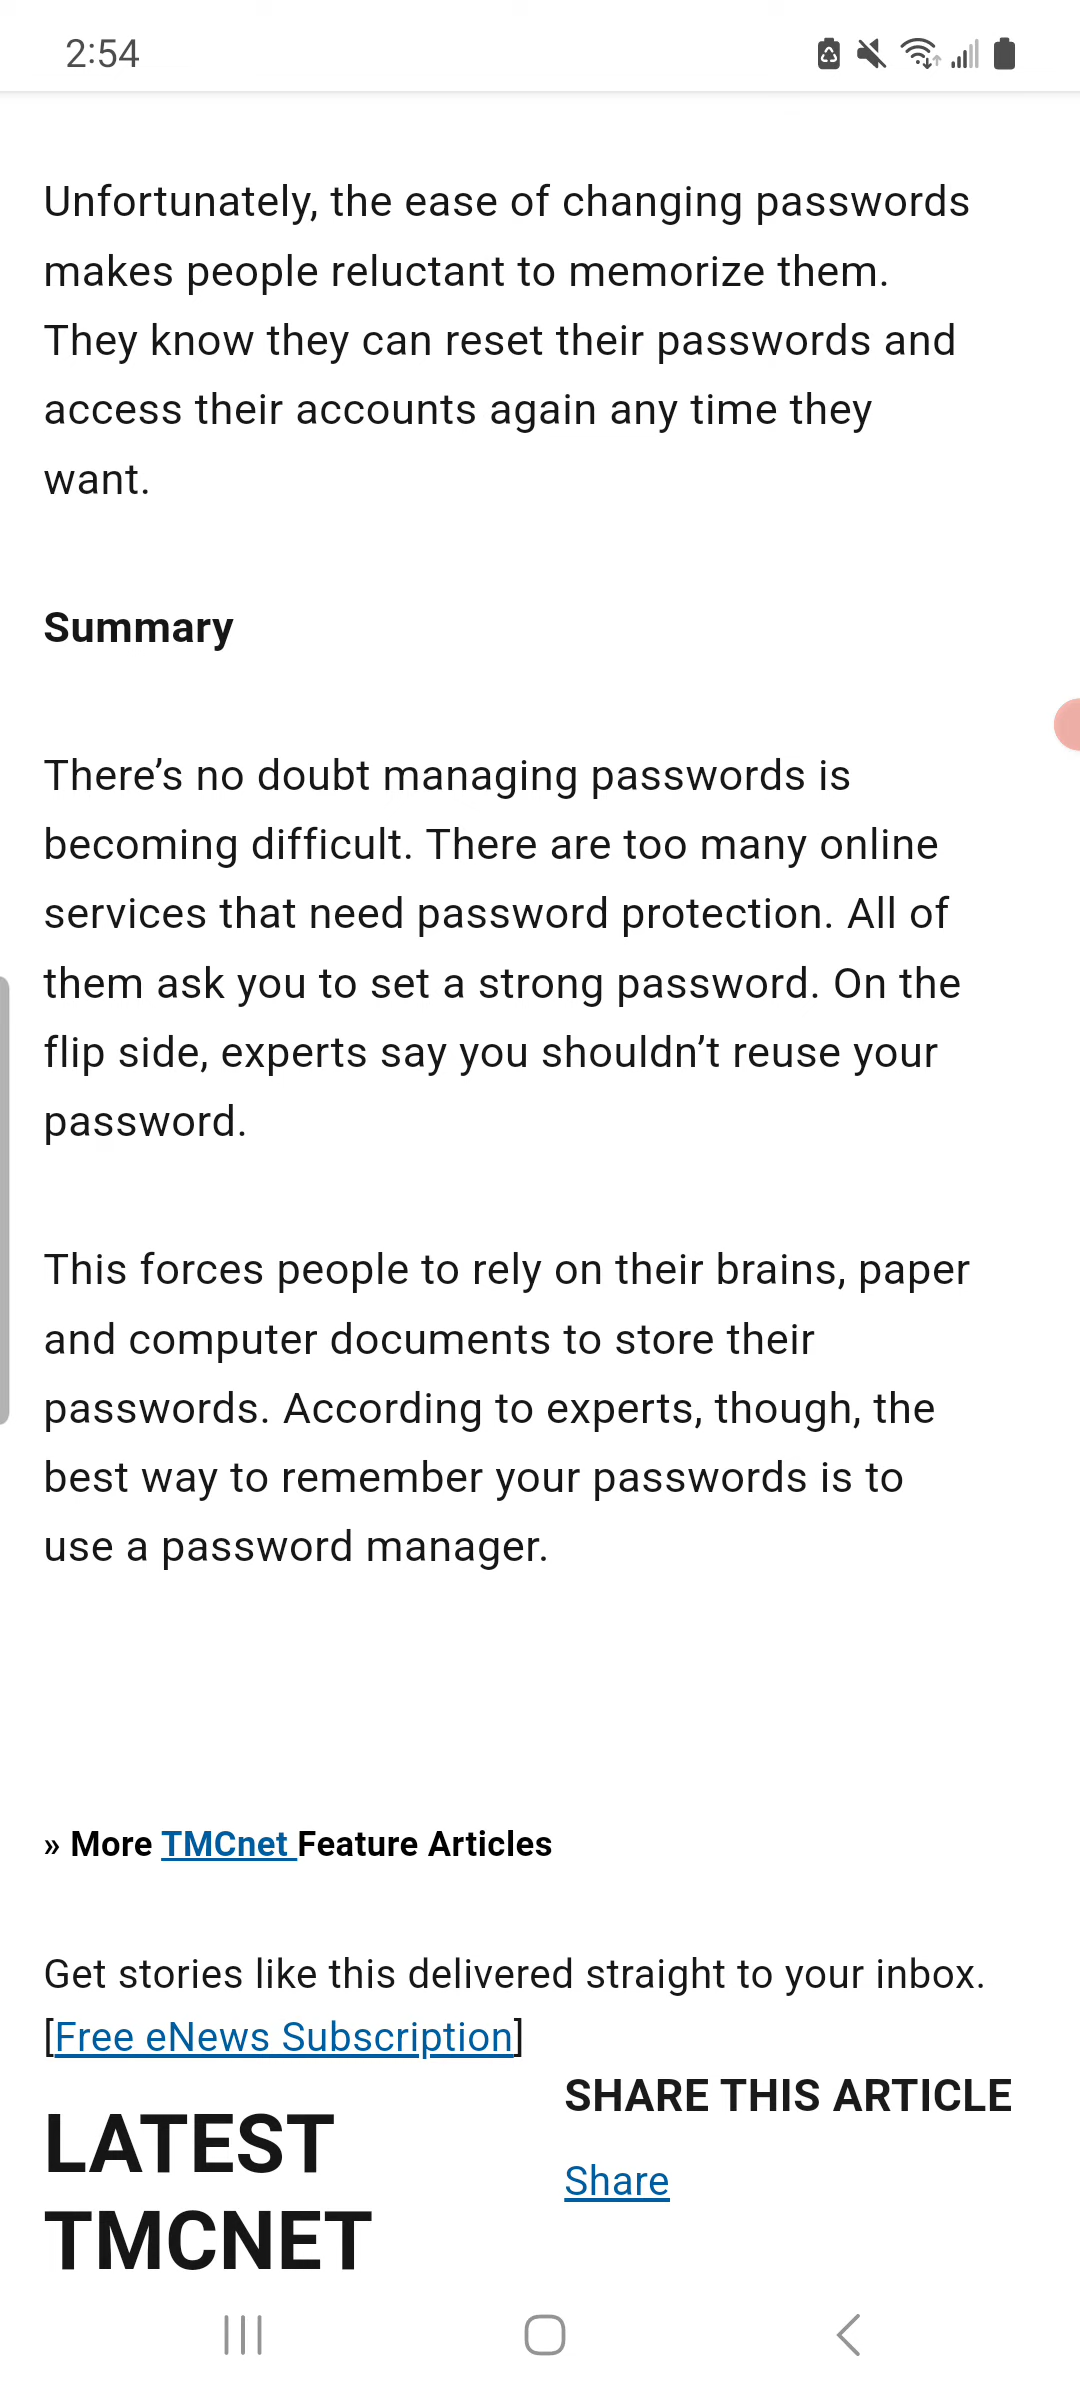 2:54
Unfortunately, the ease of changing passwords
makes people reluctant to memorize them.
They know they can reset their passwords and
access their accounts again any time they
want.
Summary
There’s no doubt managing passwords is
becoming difficult. There are too many online
services that need password protection. All of
them ask you to set a strong password. On the
flip side, experts say you shouldn’t reuse your
password.
This forces people to rely on their brains, paper
and computer documents to store their
passwords. According to experts, though, the
best way to remember your passwords is to
use a password manager.
» More TMCnet Feature Articles
Get stories like this delivered straight to your inbox.
[Free eNews Subscription]
SHARE THIS ARTICLE
Share
LATEST
TMCNET